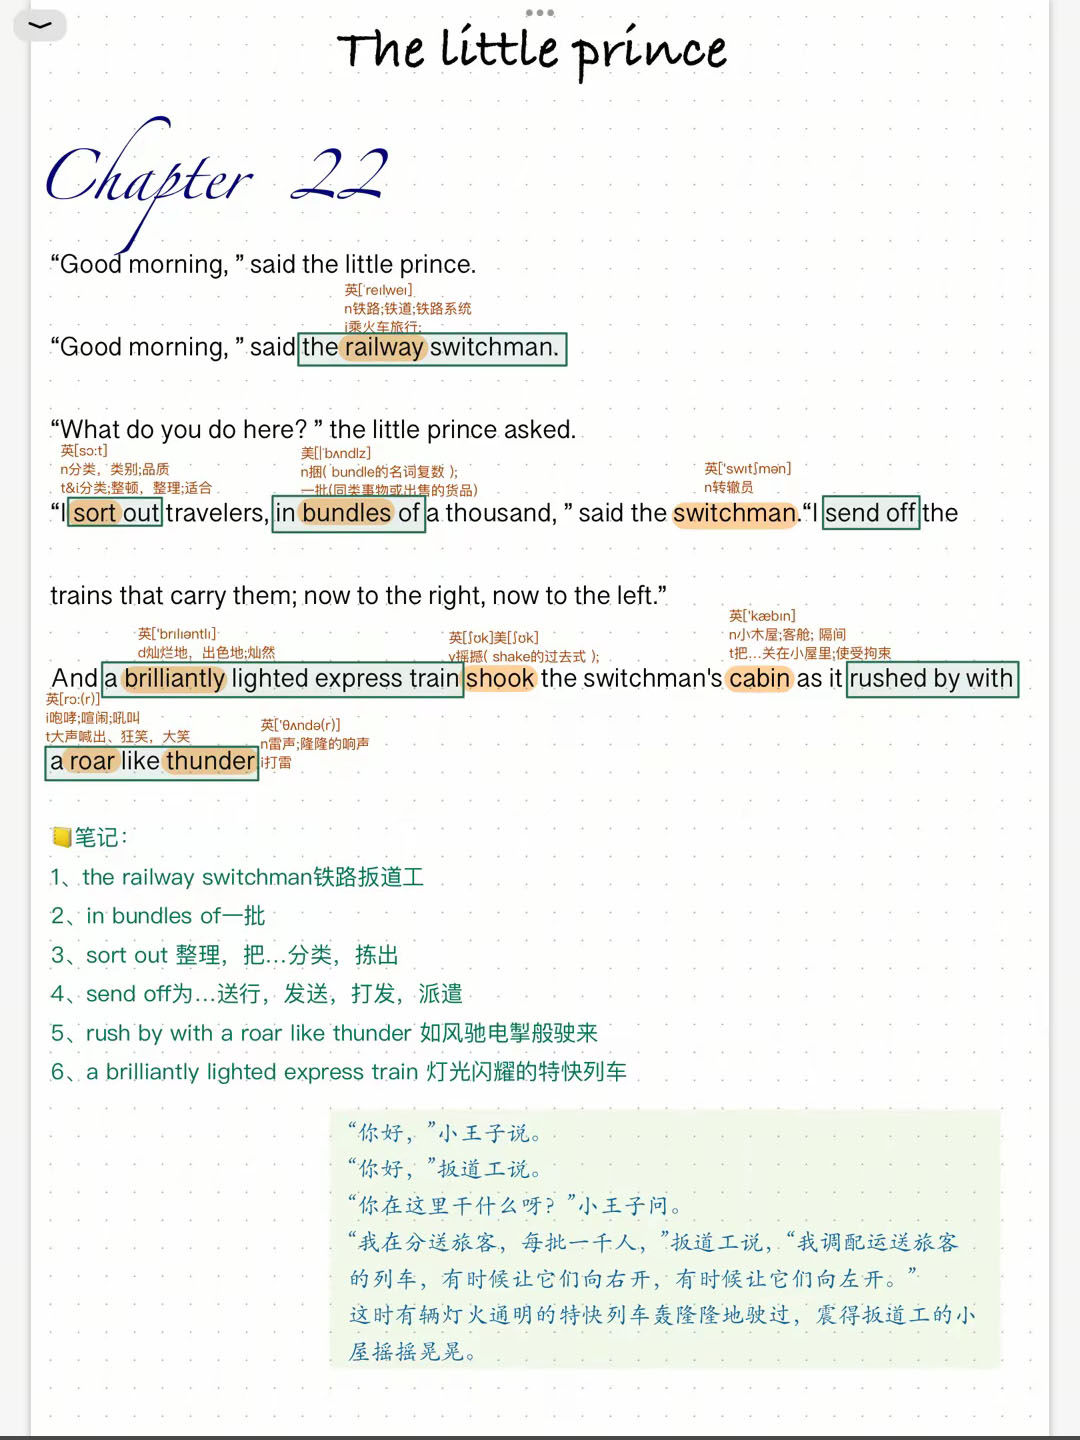 The little prince
Chapter 22
“Good morning, ” said the little prince.
英[ˈreɪlweɪ]
n铁路;铁道;铁路系统
i乘火车旅行;
“Good morning, ” said the railway switchman.
“What do you do here? ” the little prince asked.
英[sɔːt]
n分类，类别;品质
t&i分类;整顿，整理;适合
美[|ˈbʌndlz]
n捆( bundle的名词复数 );
一批(同类事物或出售的货品)
英['swɪtʃmən]
n转辙员
“I sort out travelers, in bundles of a thousand, ” said the switchman.“I send off the
trains that carry them; now to the right, now to the left.”
英['brɪlɪəntlɪ]
d灿烂地，出色地;灿然
英[ʃʊk]美[ʃʊk]
v摇撼( shake的过去式 );
英['kæbɪn]
n小木屋; 客舱; 隔间
t把…关在小屋里;使受拘束
And a brilliantly lighted express train shook the switchman's cabin as it rushed by with
英[rɔː(r)]
i咆哮;喧闹;吼叫
t大声喊出、狂笑，大笑
英['θʌndə(r)]
n雷声;隆隆的响声
i打雷
a roar like thunder.
📒笔记：
1、the railway switchman铁路扳道工
2、in bundles of一批
3、sort out 整理，把…分类，拣出
4、send off为…送行，发送，打发，派遣
5、rush by with a roar like thunder 如风驰电掣般驶来
6、a brilliantly lighted express train 灯光闪耀的特快列车
“你好，”小王子说。
“你好，”扳道工说。
“你在这里干什么呀？”小王子问。
“我在分送旅客，每批一千人，”扳道工说，“我调配运送旅客
的列车，有时候让它们向右开，有时候让它们向左开。”
这时有辆灯火通明的特快列车轰隆隆地驶过，震得扳道工的小
屋摇摇晃晃。